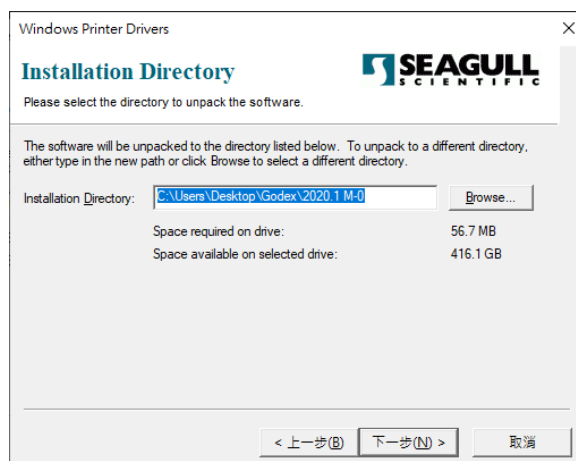 Windows Printer Drivers
Installation Directory
SEAGULL
SCIENTIFIC
Please select the directory to unpack the software.
The software will be unpacked to the directory listed below. To unpack to a different directory,
either type in the new path or click Browse to select a different directory.
Installation Directory: C:\Users\Desktop\Godex\2020.1 M-0 Browse...
Space required on drive: 56.7 MB
Space available on selected drive: 416.1 GB
< 上一步(B) 下一步(N) > 取消